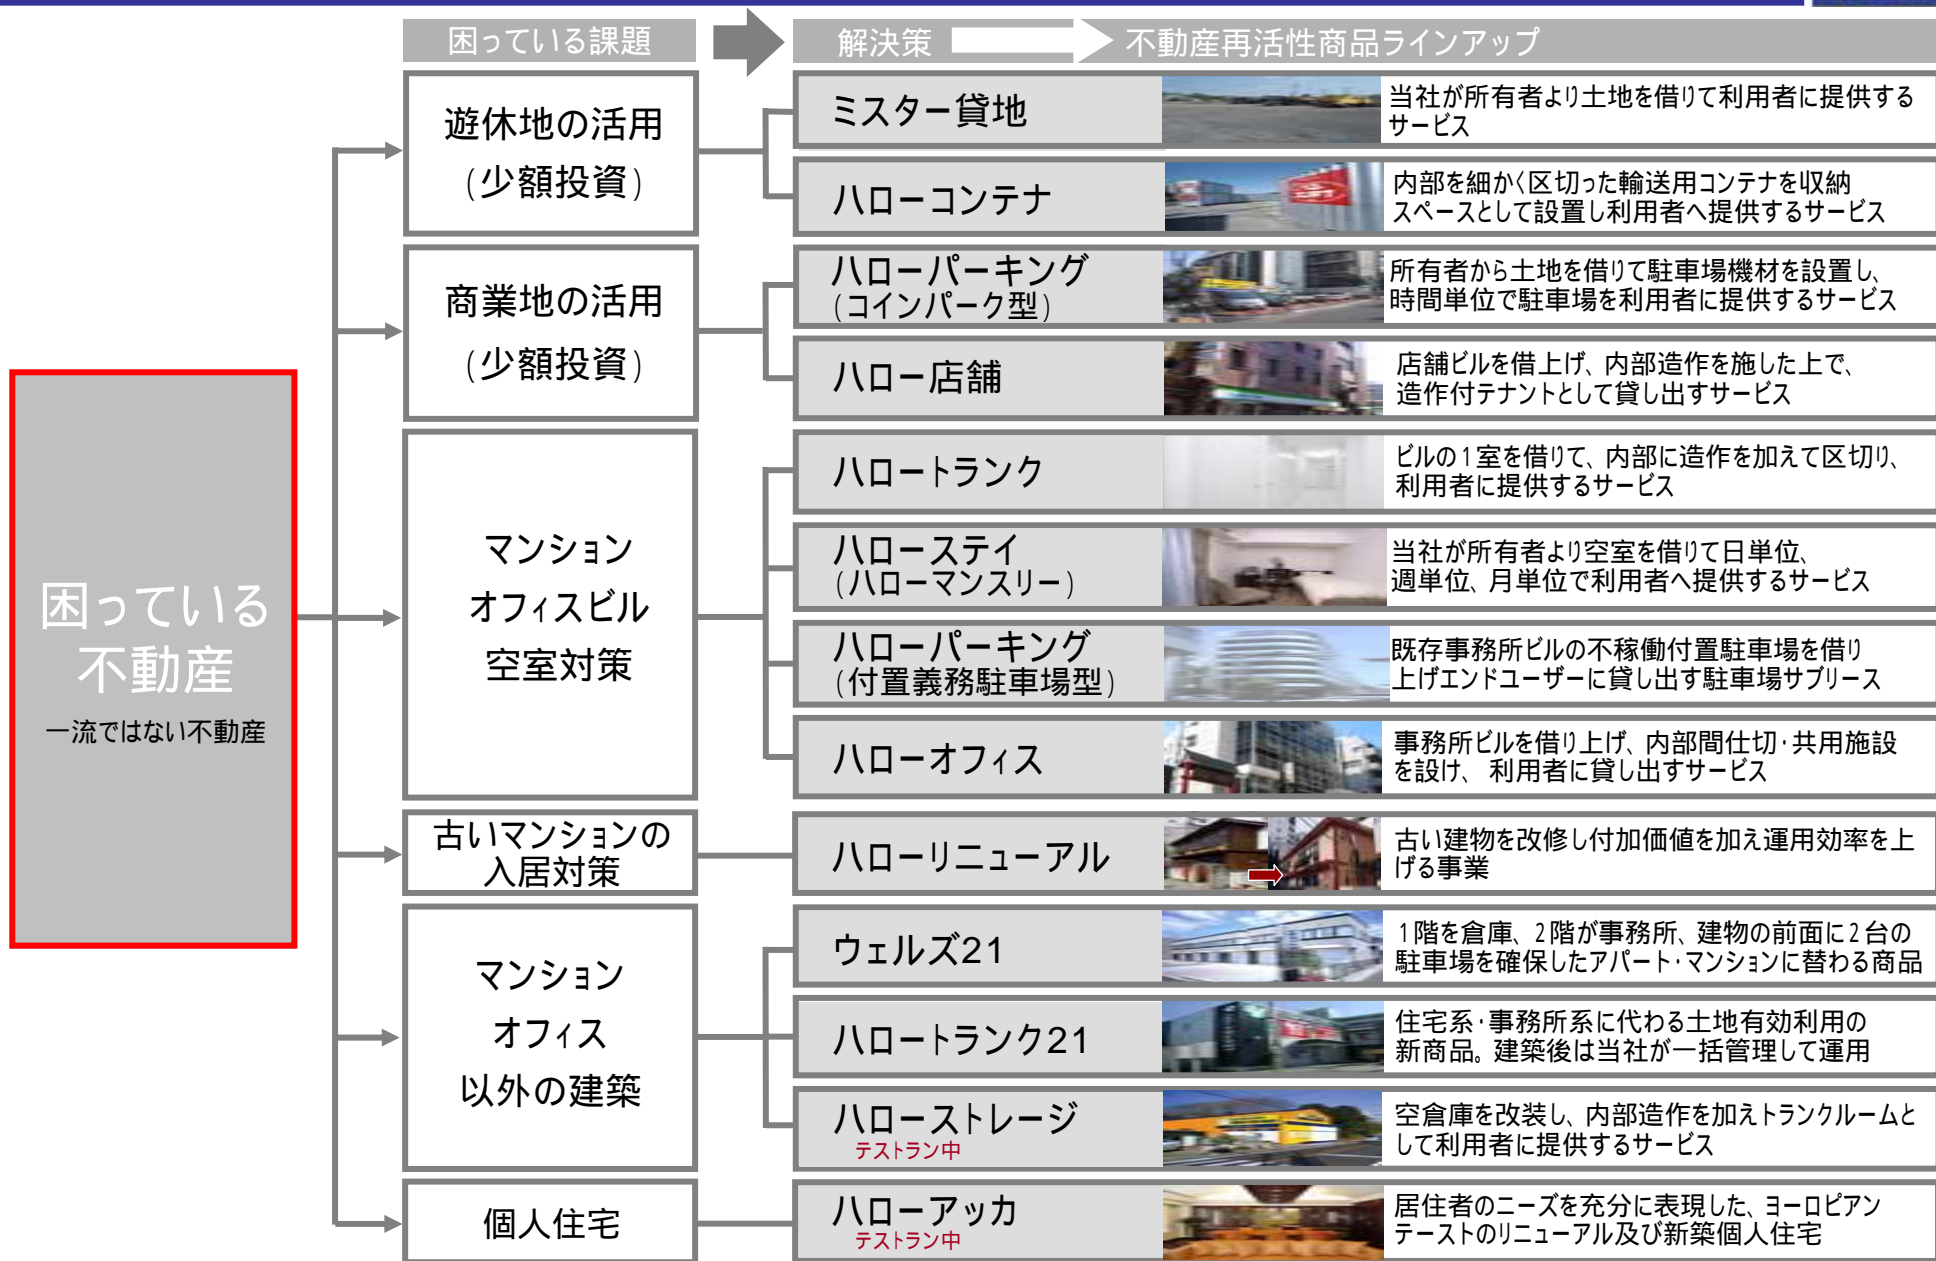 困っている課題
解決策
不動産再活性商品ラインアップ
困っている
不動産
一流ではない不動産
遊休地の活用
(少額投資)
ミスター貸地
当社が所有者より土地を借りて利用者に提供する
サービス
ハローコンテナ
内部を細かく区切った輸送用コンテナを収納
スペースとして設置し利用者へ提供するサービス
商業地の活用
(少額投資)
ハローパーキング
(コインパーク型)
所有者から土地を借りて駐車場機材を設置し、
時間単位で駐車場を利用者に提供するサービス
ハロー店舗
店舗ビルを借上げ、内部造作を施した上で、
造作付テナントとして貸し出すサービス
マンション
オフィスビル
空室対策
ハロートランク
ビルの1室を借りて、内部に造作を加えて区切り、
利用者に提供するサービス
ハローステイ
(ハローマンスリー)
当社が所有者より空室を借りて日単位、
週単位、月単位で利用者へ提供するサービス
ハローパーキング
(付置義務駐車場型)
既存事務所ビルの不稼働付置駐車場を借り
上げエンドユーザーに貸し出す駐車場サブリース
ハローオフィス
事務所ビルを借り上げ、内部間仕切・共用施設
を設け、 利用者に貸し出すサービス
古いマンションの
入居対策
ハローリニューアル
古い建物を改修し付加価値を加え運用効率を上
げる事業
マンション
オフィス
以外の建築
ウェルズ21
1階を倉庫、2階が事務所、建物の前面に2台の
駐車場を確保したアパート・マンションに替わる商品
ハロートランク21
住宅系・事務所系に代わる土地有効利用の
新商品。建築後は当社が一括管理して運用
ハローストレージ
テストラン中
空倉庫を改装し、内部造作を加えトランクルームと
して利用者に提供するサービス
個人住宅
ハローアッカ
テストラン中
居住者のニーズを充分に表現した、ヨーロピアン
テーストのリニューアル及び新築個人住宅